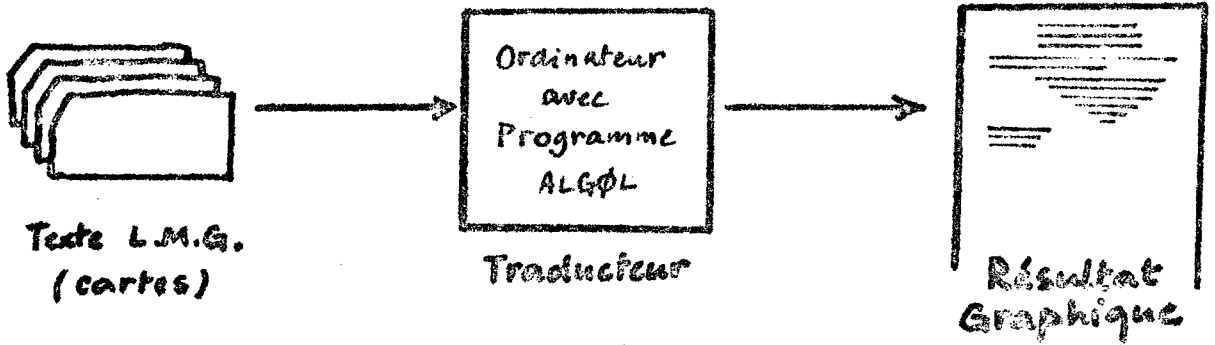 Texte L.M.G.
(cartes)
Ordinateur
avec
Programme
ALGØL
Traducteur
Résultat
Graphique